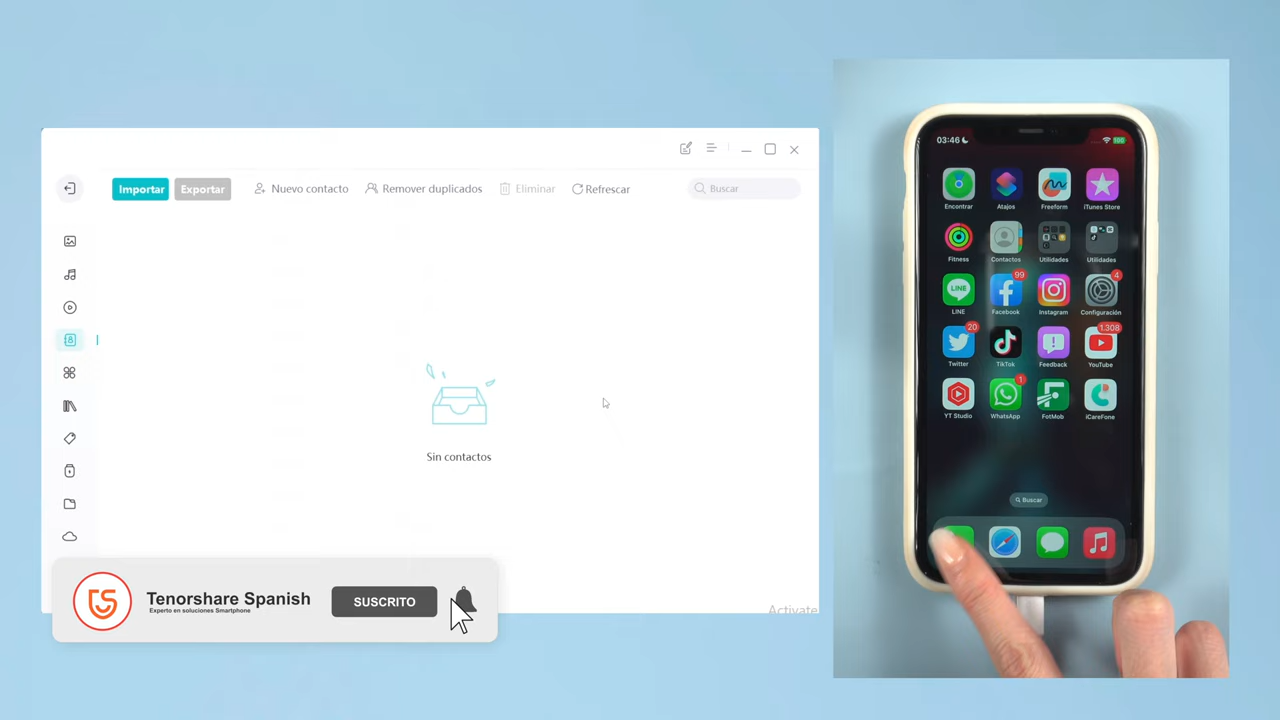 Importar
Exportar
Nuevo contacto
Remover duplicados
Eliminar
Refrescar
Buscar
Sin contactos
Activate
Tenorshare Spanish
Experto en soluciones Smartphone
SUSCRITO
03:46
100
Encontrar
Atajos
Freeform
iTunes Store
Fitness
Contactos
Utilidades
Utilidades
99
4
LINE
Facebook
Instagram
Configuración
20
1.308
Twitter
TikTok
Feedback
YouTube
1
YT Studio
WhatsApp
FotMob
iCareFone
Buscar